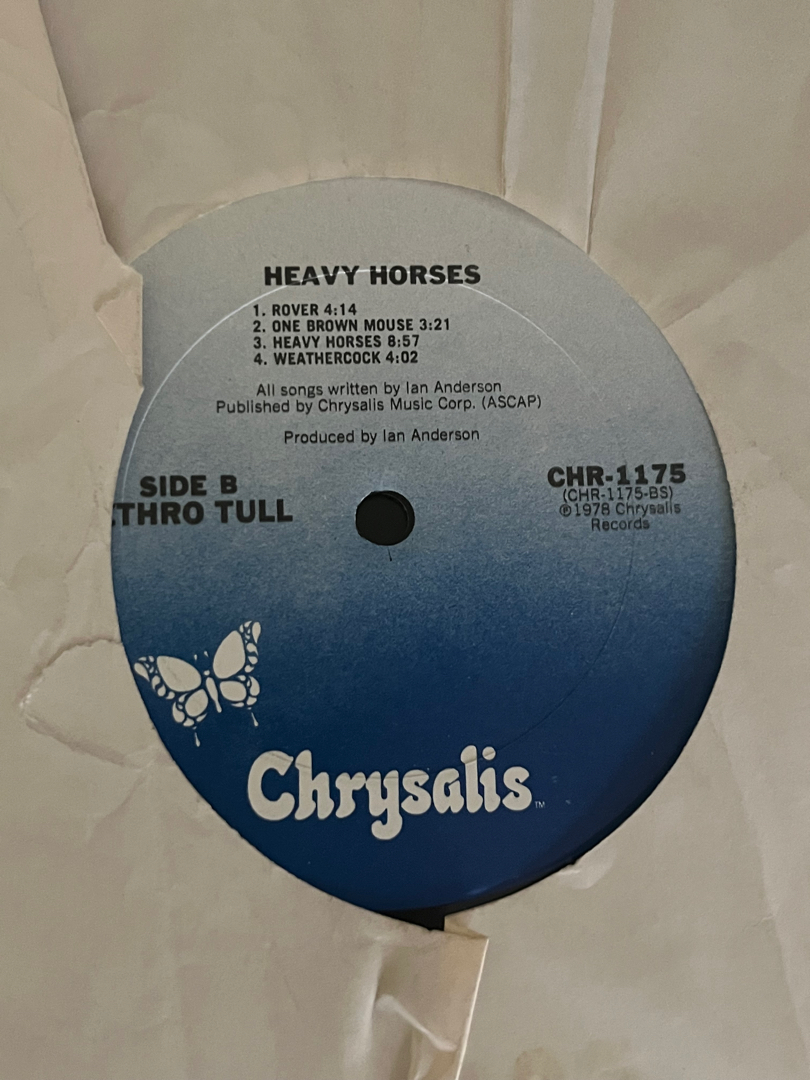 HEAVY HORSES
1. ROVER 4:14
2. ONE BROWN MOUSE 3:21
3. HEAVY HORSES 8:57
4. WEATHERCOCK 4:02
All songs written by Ian Anderson
Published by Chrysalis Music Corp. (ASCAP)
Produced by Ian Anderson
SIDE B
THRO TULL
CHR-1175
(CHR-1175-BS)
℗1978 Chrysalis
Records
Chrysalis™